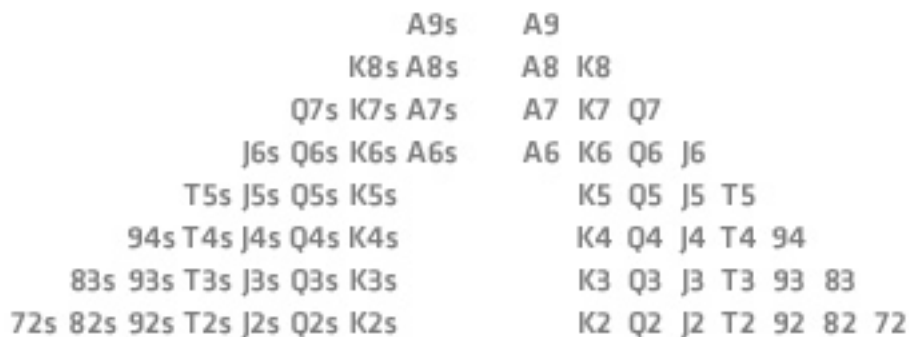 A9s A9
K8s A8s A8 K8
Q7s K7s A7s A7 K7 Q7
J6s Q6s K6s A6s A6 K6 Q6 J6
T5s J5s Q5s K5s K5 Q5 J5 T5
94s T4s J4s Q4s K4s K4 Q4 J4 T4 94
83s 93s T3s J3s Q3s K3s K3 Q3 J3 T3 93 83
72s 82s 92s T2s J2s Q2s K2s K2 Q2 J2 T2 92 82 72